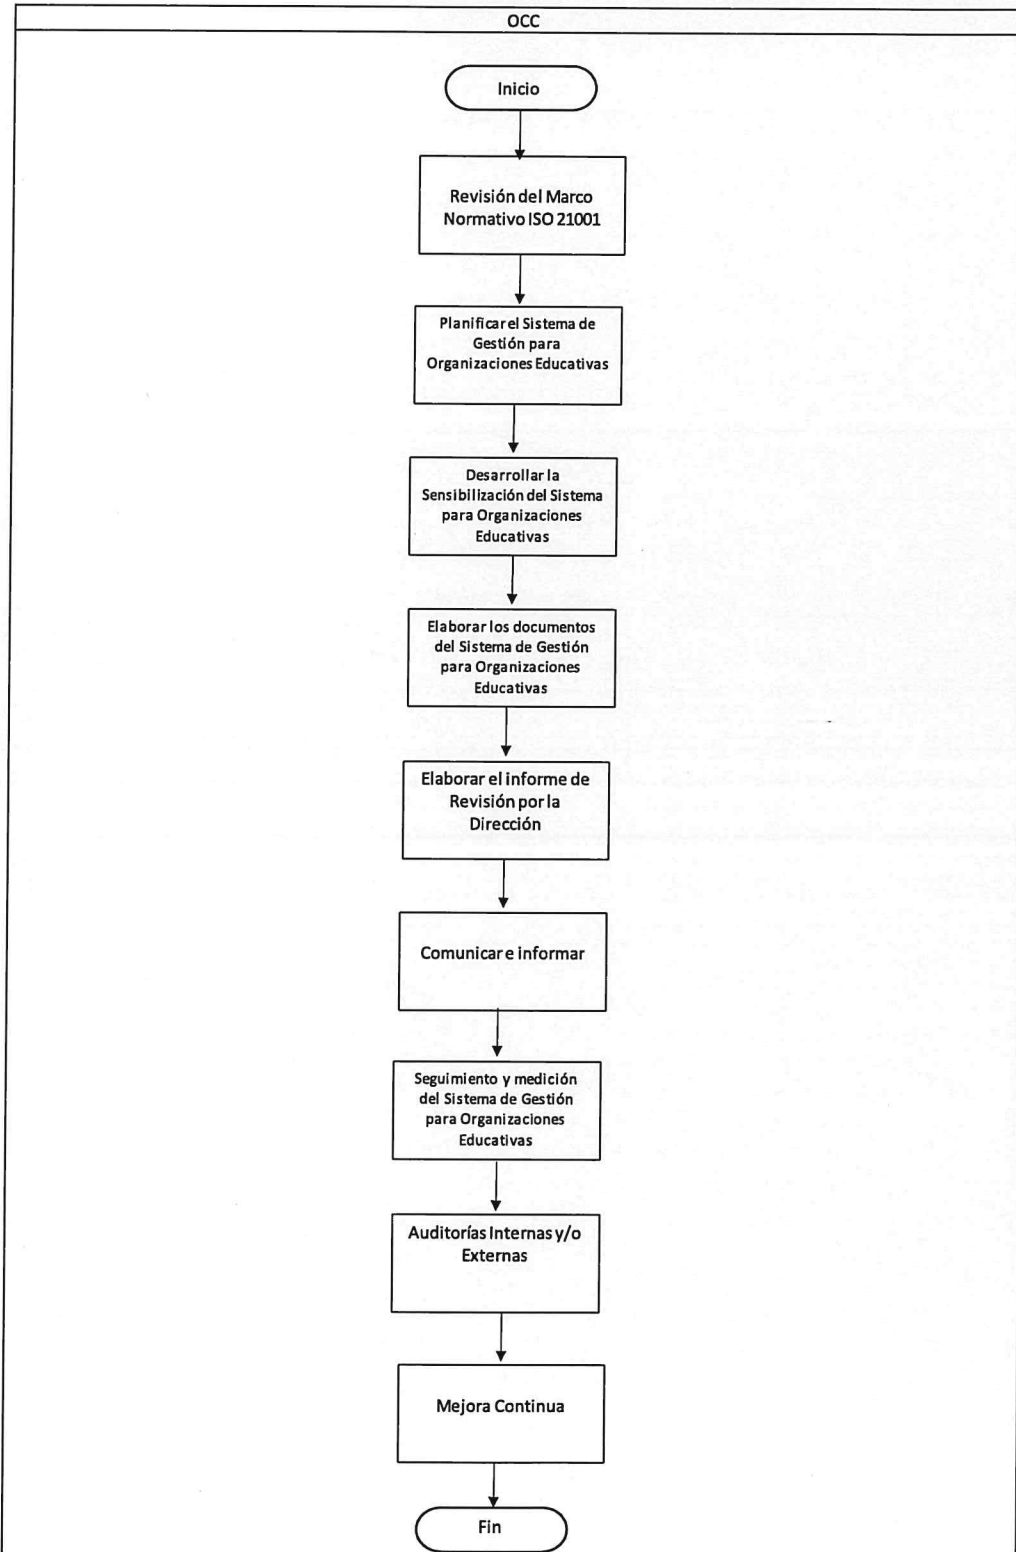 OCC
Inicio
Revisión del Marco
Normativo ISO 21001
Planificar el Sistema de
Gestión para
Organizaciones Educativas
Desarrollar la
Sensibilización del Sistema
para Organizaciones
Educativas
Elaborar los documentos
del Sistema de Gestión
para Organizaciones
Educativas
Elaborar el informe de
Revisión por la
Dirección
Comunicar e informar
Seguimiento y medición
del Sistema de Gestión
para Organizaciones
Educativas
Auditorías Internas y/o
Externas
Mejora Continua
Fin